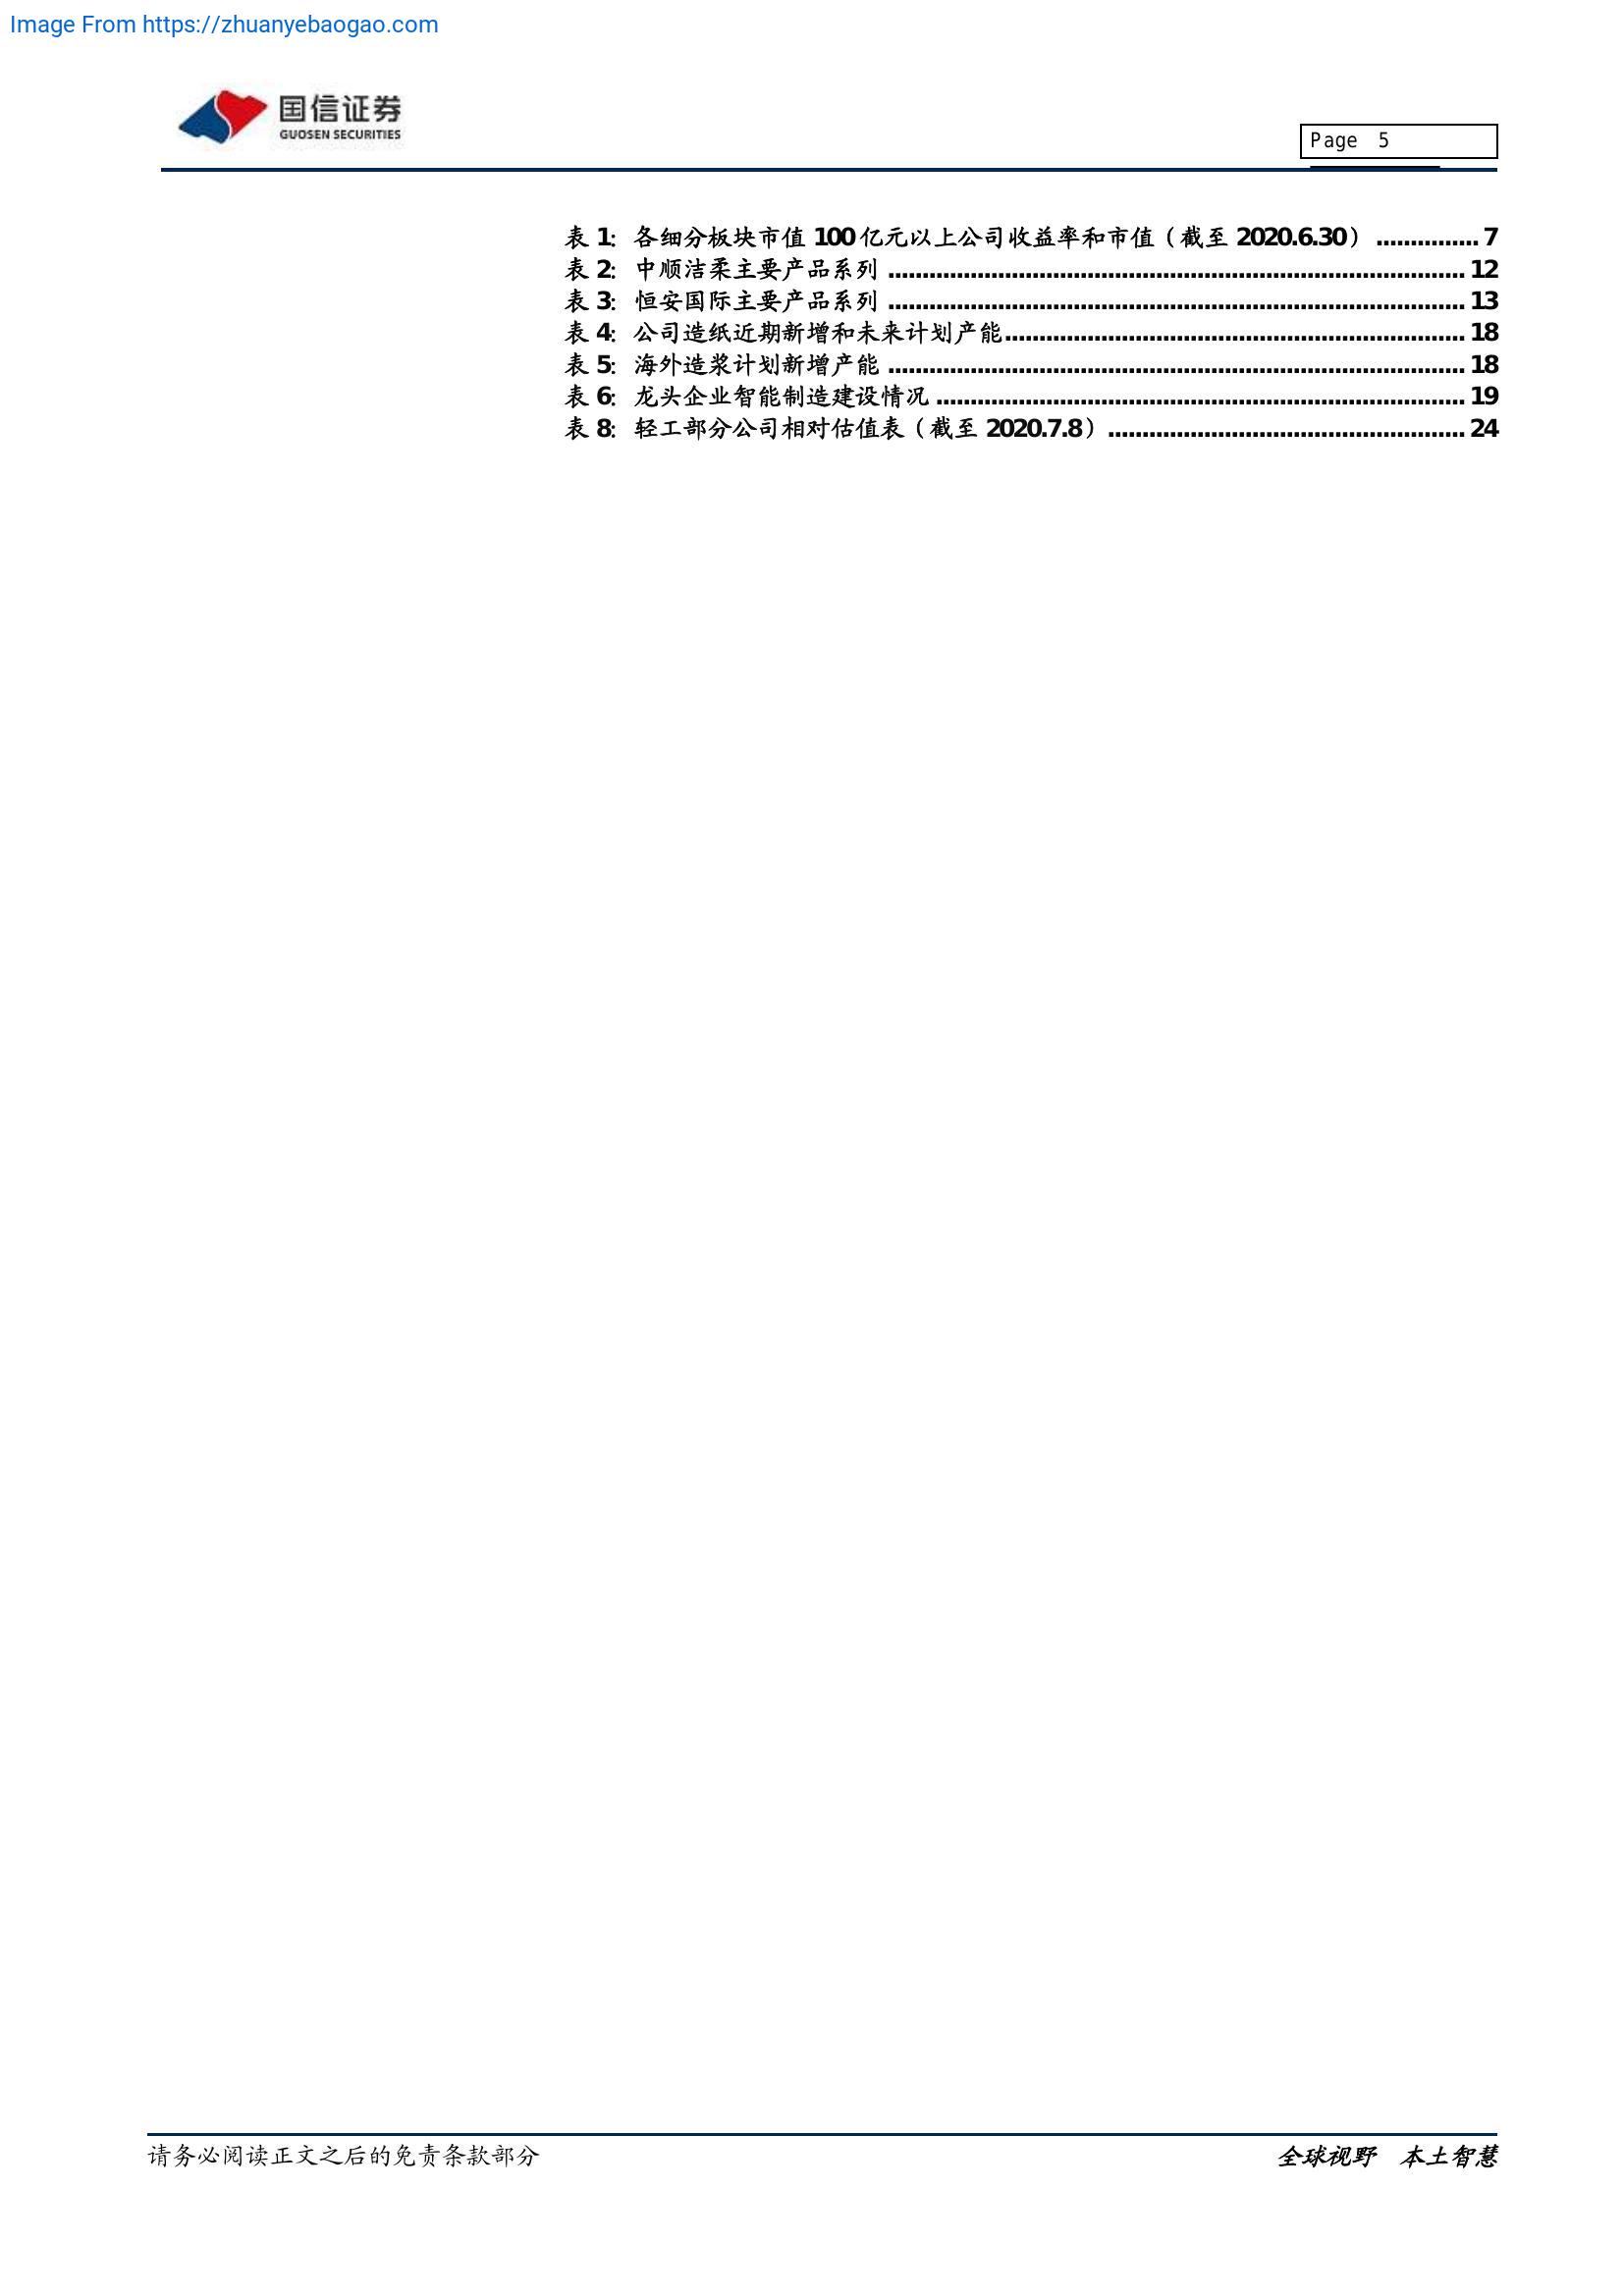 Image From https://zhuanyebaogao.com
国信证券
GUOSEN SECURITIES
Page 5
表 1: 各细分板块市值 100 亿元以上公司收益率和市值（截至 2020.6.30） ............... 7
表 2: 中顺洁柔主要产品系列 ..................................................................................... 12
表 3: 恒安国际主要产品系列 ..................................................................................... 13
表 4: 公司造纸近期新增和未来计划产能.................................................................... 18
表 5: 海外造浆计划新增产能 ..................................................................................... 18
表 6: 龙头企业智能制造建设情况 .............................................................................. 19
表 8: 轻工部分公司相对估值表（截至 2020.7.8） ..................................................... 24
请务必阅读正文之后的免责条款部分
全球视野 本土智慧